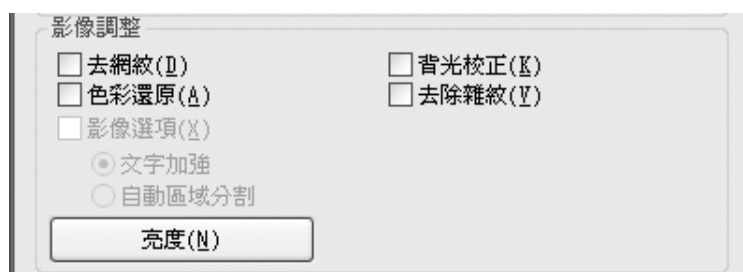 影像調整
去網紋(D) 背光校正(K)
色彩還原(A) 去除雜紋(Y)
影像選項(X)
文字加強
自動區域分割
亮度(N)